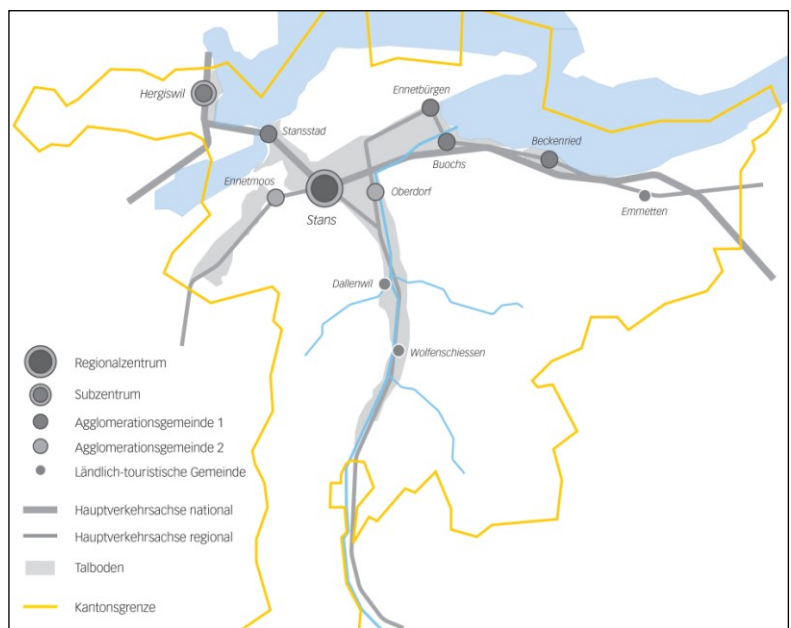 Hergiswil
Ennetbürgen
Stansstad
Beckenried
Buochs
Ennetmoos
Oberdorf
Emmetten
Stans
Dallenwil
Wolfenschiessen
Regionalzentrum
Subzentrum
Agglomerationsgemeinde 1
Agglomerationsgemeinde 2
Ländlich-touristische Gemeinde
Hauptverkehrsachse national
Hauptverkehrsachse regional
Talboden
Kantonsgrenze